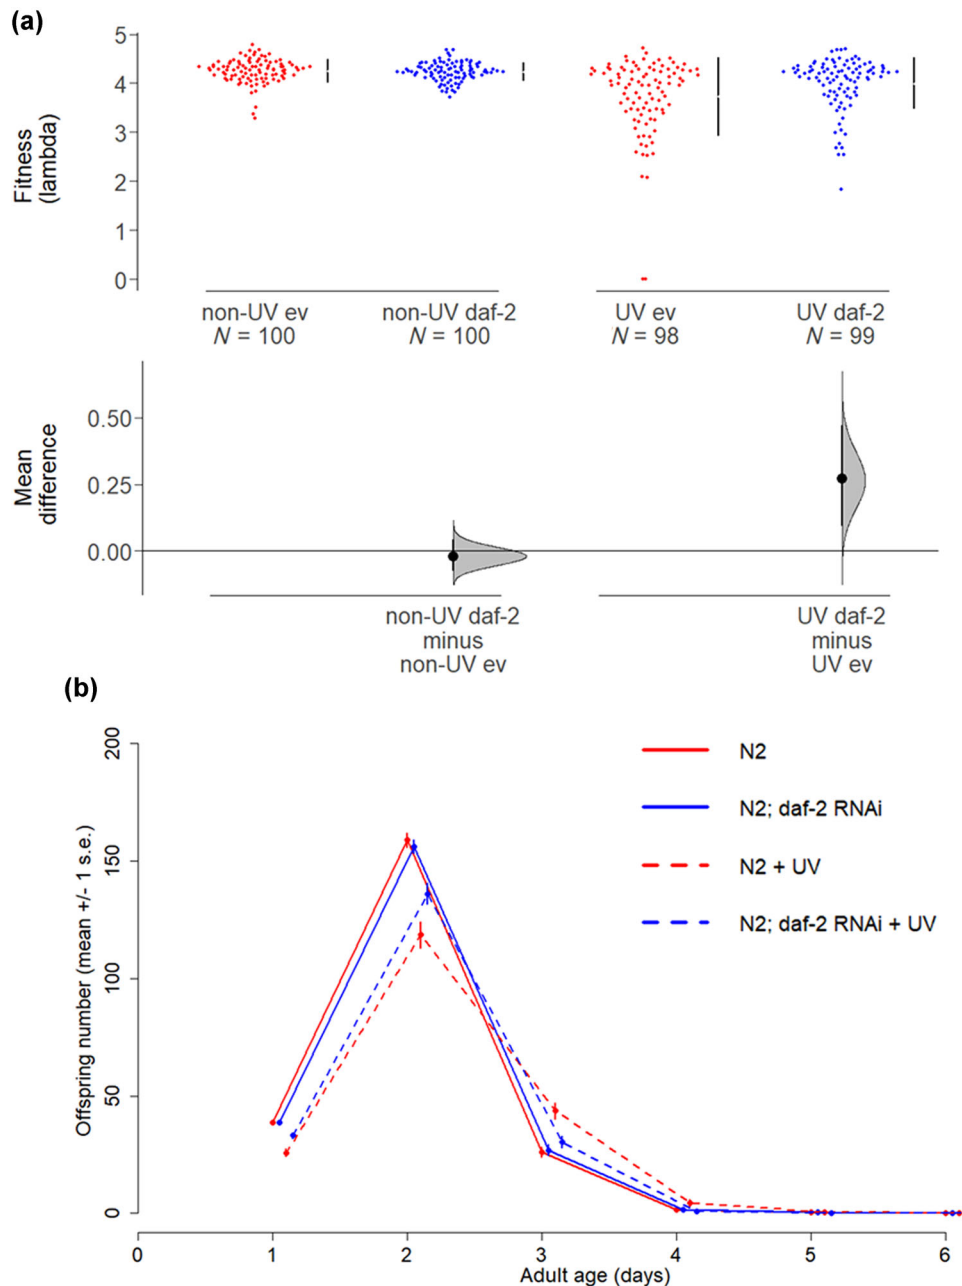 (a)
5
4
3
2
1
0
Fitness
(lambda)
non-UV ev
N = 100
non-UV daf-2
N = 100
UV ev
N = 98
UV daf-2
N = 99
0.50
0.25
0.00
Mean
difference
non-UV daf-2
minus
non-UV ev
UV daf-2
minus
UV ev
(b)
200
150
100
50
0
Offspring number (mean +/- 1 s.e.)
N2
N2; daf-2 RNAi
N2 + UV
N2; daf-2 RNAi + UV
0 1 2 3 4 5 6
Adult age (days)